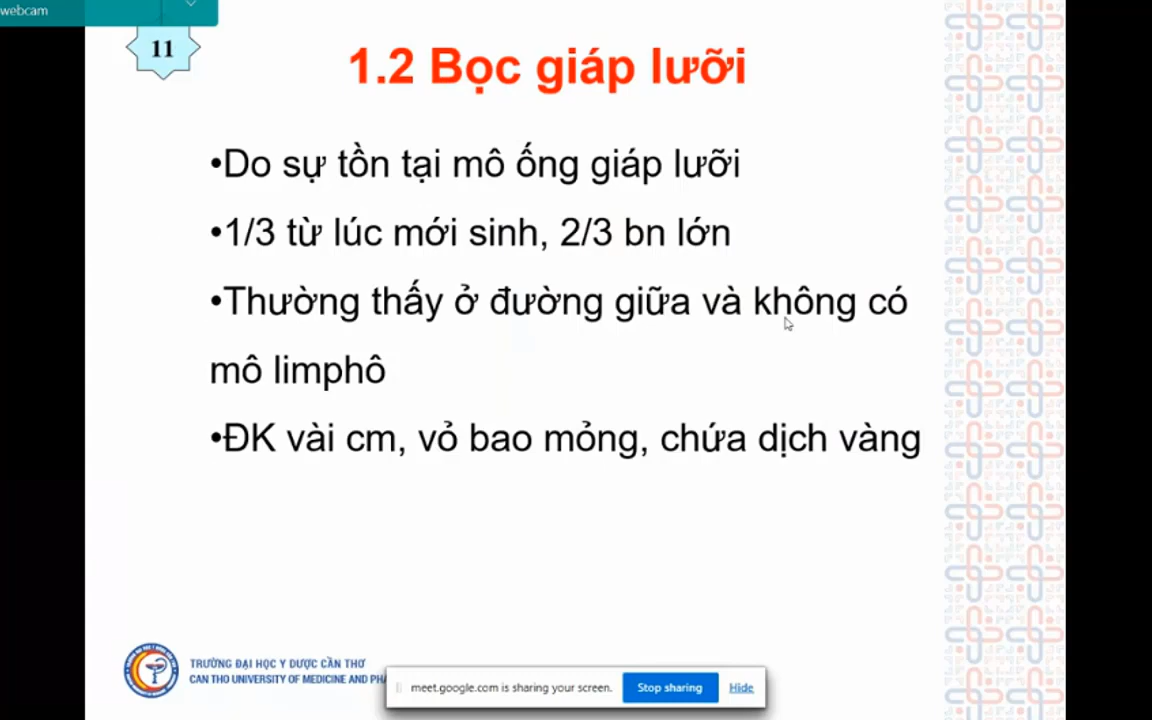 webcam
11
1.2 Bọc giáp lưỡi
•Do sự tồn tại mô ống giáp lưỡi
•1/3 từ lúc mới sinh, 2/3 bn lớn
•Thường thấy ở đường giữa và không có
mô limphô
•ĐK vài cm, vỏ bao mỏng, chứa dịch vàng
TRƯỜNG ĐẠI HỌC Y DƯỢC CẦN THƠ
CAN THO UNIVERSITY OF MEDICINE AND
meet.google.com is sharing your screen.
Stop sharing
Hide